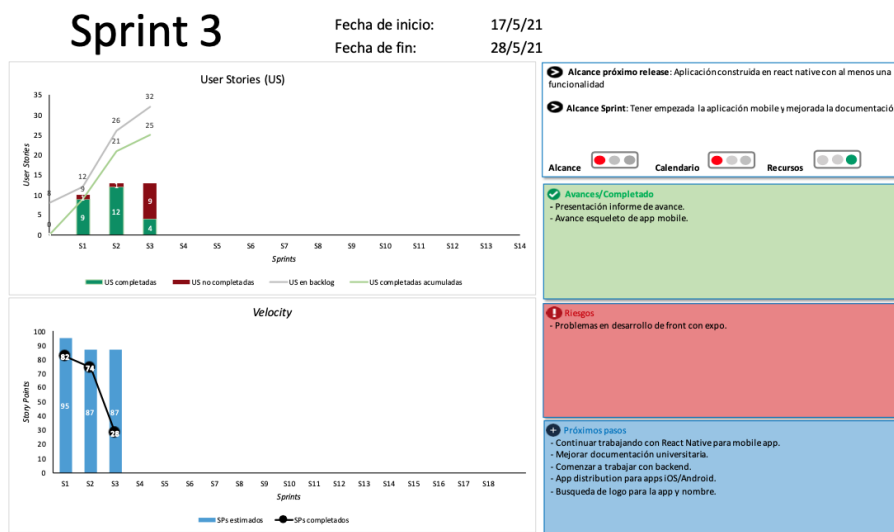 Sprint 3
Fecha de inicio: 17/5/21
Fecha de fin: 28/5/21
User Stories (US)
35
30
25
20
15
10
5
0
User Stories
8
0
12
9
9
26
21
1
12
32
25
9
4
S1 S2 S3 S4 S5 S6 S7 S8 S9 S10 S11 S12 S13 S14
Sprints
US completadas US no completadas US en backlog US completadas acumuladas
Velocity
100
90
80
70
60
50
40
30
20
10
0
Story Points
82
74
28
95
87
87
S1 S2 S3 S4 S5 S6 S7 S8 S9 S10 S11 S12 S13 S14 S15 S16 S17 S18
Sprints
SPs estimados SPs completados
Alcance próximo release: Aplicación construida en react native con al menos una
funcionalidad
Alcance Sprint: Tener empezada la aplicación mobile y mejorada la documentació
Alcance Calendario Recursos
Avances/Completado
- Presentación informe de avance.
- Avance esqueleto de app mobile.
Riesgos
- Problemas en desarrollo de front con expo.
Próximos pasos
- Continuar trabajando con React Native para mobile app.
- Mejorar documentación universitaria.
- Comenzar a trabajar con backend.
- App distribution para apps iOS/Android.
- Busqueda de logo para la app y nombre.